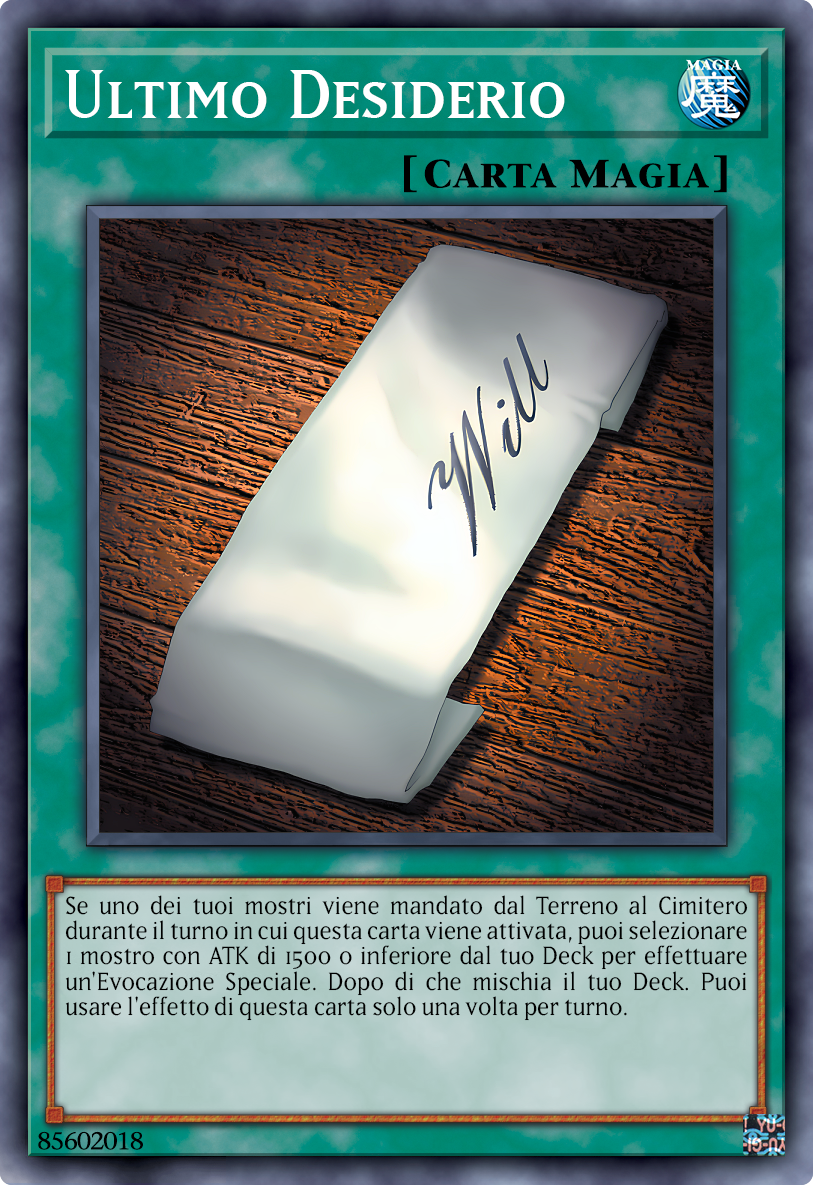 Ultimo Desiderio
MAGIA
魔
[Carta Magia]
Will
Se uno dei tuoi mostri viene mandato dal Terreno al Cimitero
durante il turno in cui questa carta viene attivata, puoi selezionare
1 mostro con ATK di 1500 o inferiore dal tuo Deck per effettuare
un'Evocazione Speciale. Dopo di che mischia il tuo Deck. Puoi
usare l'effetto di questa carta solo una volta per turno.
85602018